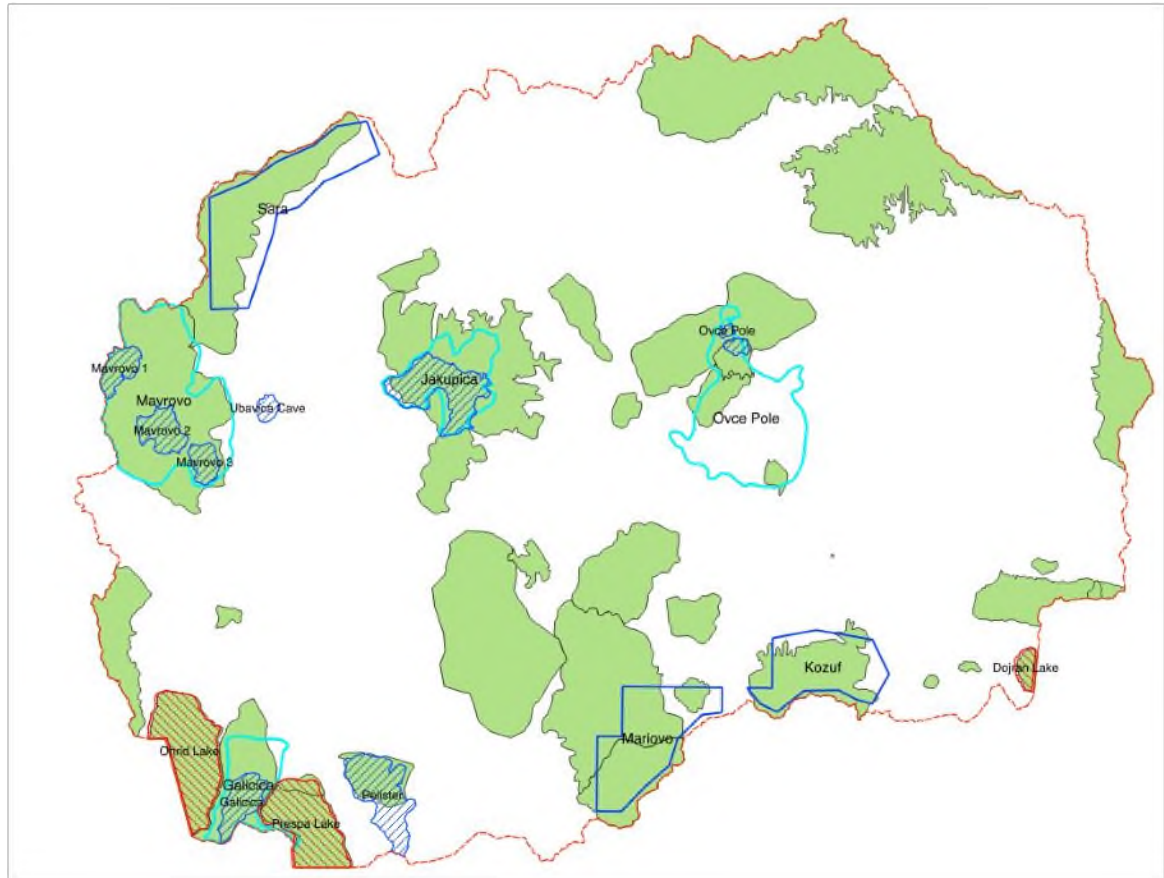 Sara
Ovce Pole
Mavrovo 1
Jakupica
Mavrovo
Ubavica Cave
Ovce Pole
Mavrovo 2
Mavrovo 3
Kozuf
Dojran Lake
Mariovo
Ohrid Lake
Galicica
Galicica
Pelister
Prespa Lake